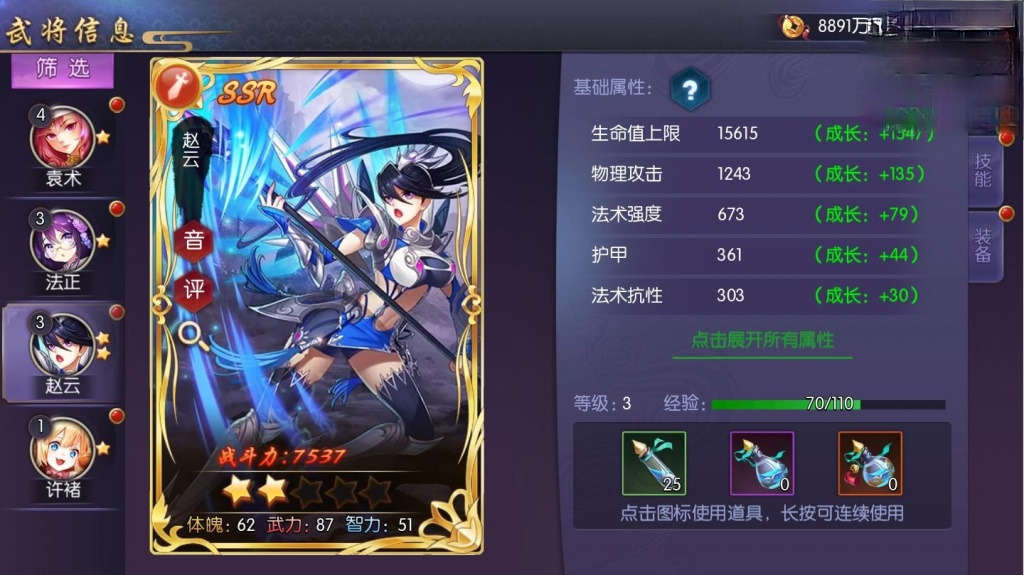 武将信息
8891万
筛选
4
袁术
3
法正
3
赵云
1
许褚
SSR
赵云
音
评
战斗力:7537
体魄: 62 武力: 87 智力: 51
基础属性: ?
生命值上限 15615 (成长:
物理攻击 1243 (成长: +135)
法术强度 673 (成长: +79)
护甲 361 (成长: +44)
法术抗性 303 (成长: +30)
点击展开所有属性
等级: 3 经验: 70/110
25 0 0
点击图标使用道具，长按可连续使用
技能
装备